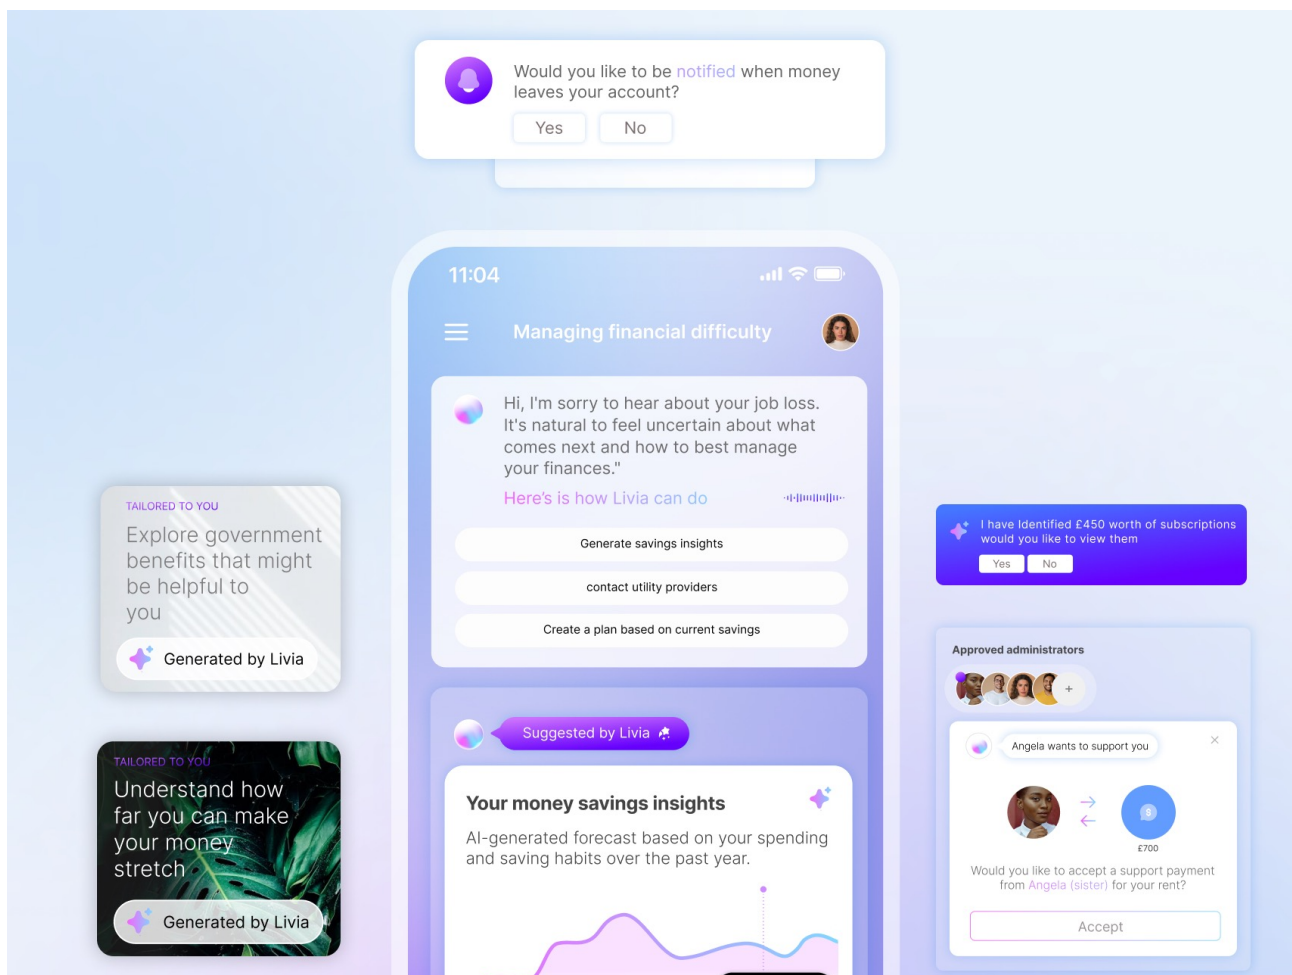 Would you like to be notified when money
leaves your account?
Yes
No
11:04
Managing financial difficulty
Hi, I'm sorry to hear about your job loss.
It's natural to feel uncertain about what
comes next and how to best manage
your finances."
Here's is how Livia can do
Generate savings insights
contact utility providers
Create a plan based on current savings
Suggested by Livia
Your money savings insights
AI-generated forecast based on your spending
and saving habits over the past year.
TAILORED TO YOU
Explore government
benefits that might
be helpful to
you
Generated by Livia
TAILORED TO YOU
Understand how
far you can make
your money
stretch
Generated by Livia
I have Identified £450 worth of subscriptions
would you like to view them
Yes
No
Approved administrators
+
Angela wants to support you
$
£700
Would you like to accept a support payment
from Angela (sister) for your rent?
Accept